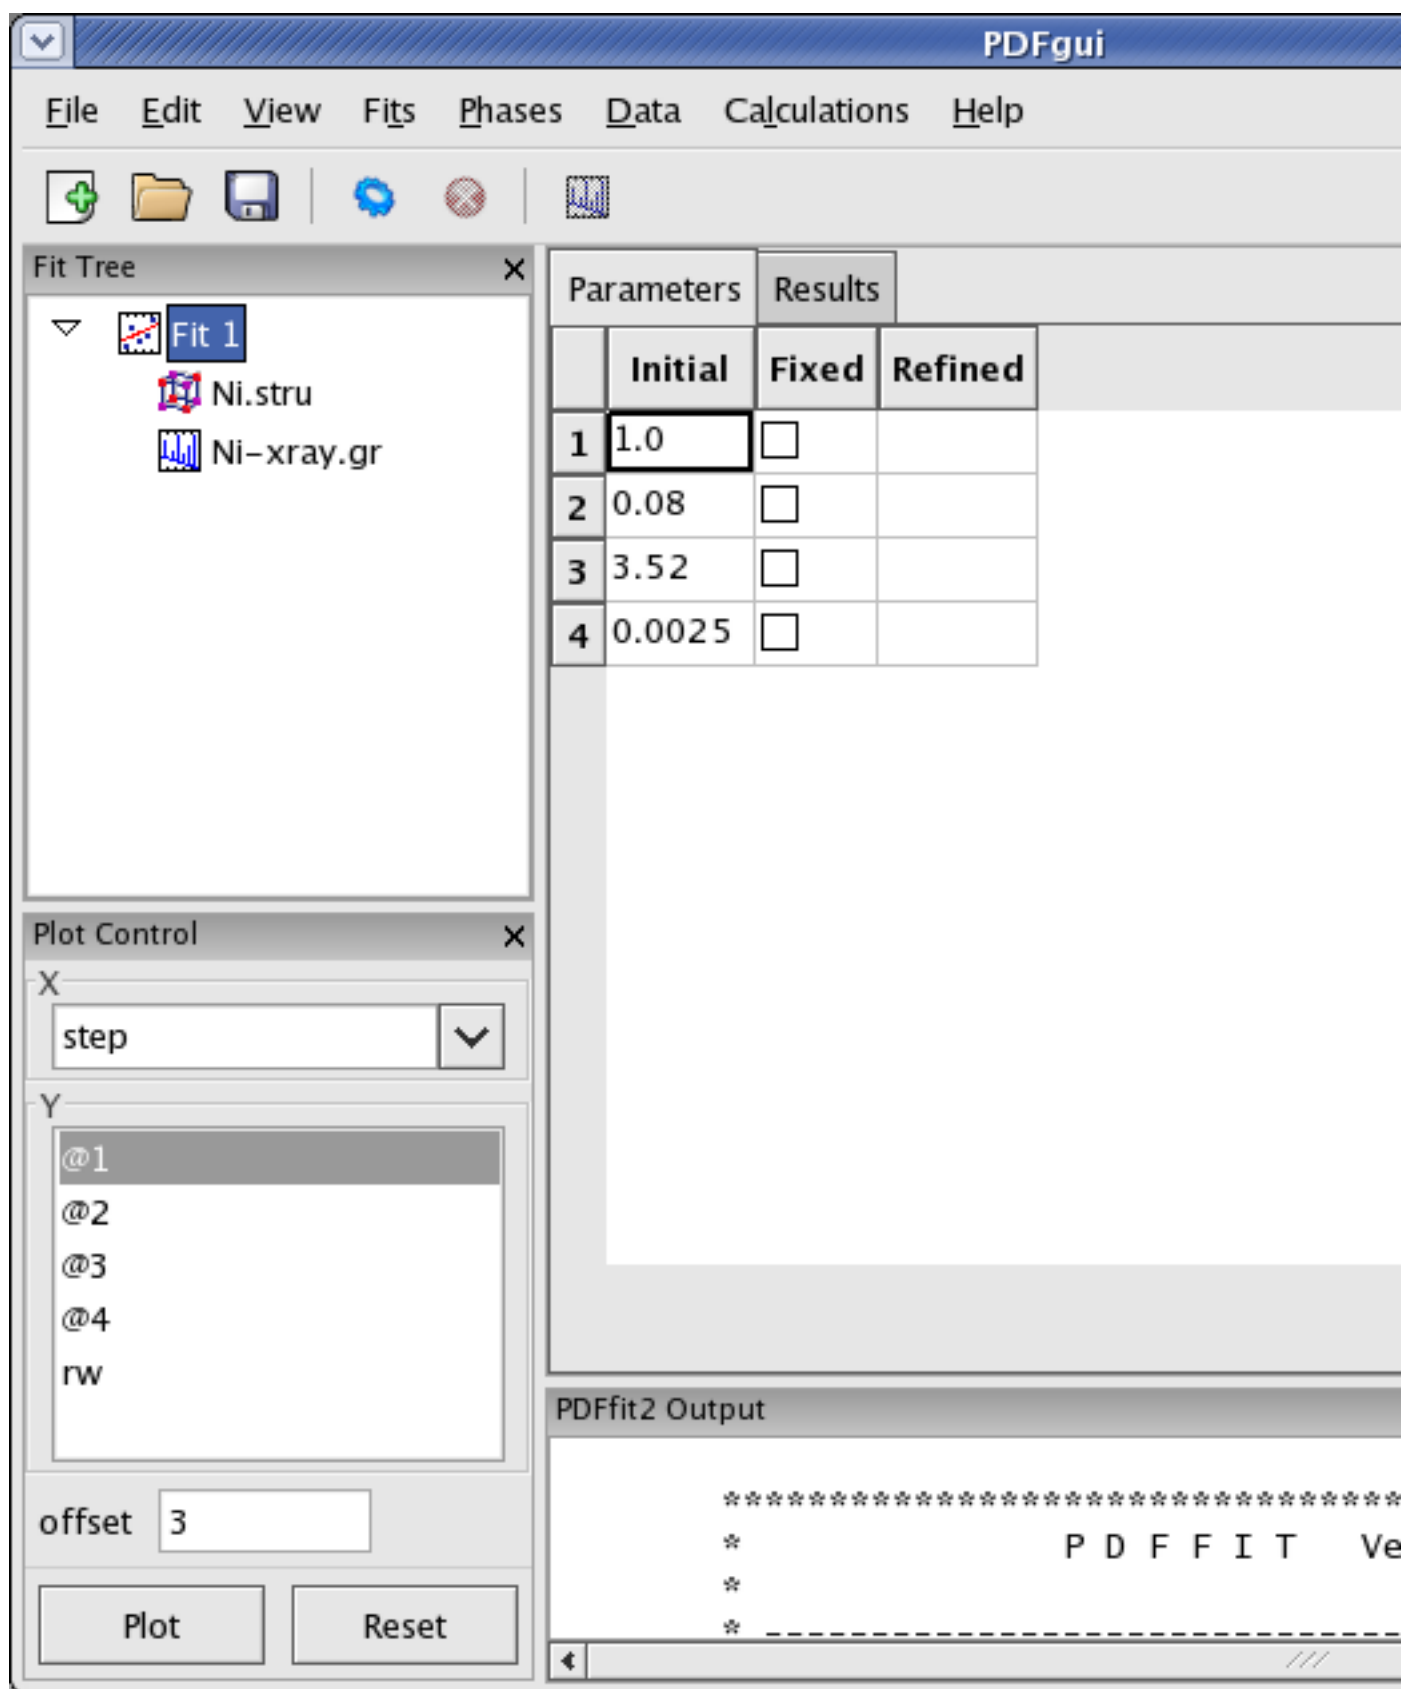 PDFgui
File Edit View Fits Phases Data Calculations Help
Fit Tree
Fit 1
Ni.stru
Ni-xray.gr
Parameters Results
Initial Fixed Refined
1 1.0
2 0.08
3 3.52
4 0.0025
Plot Control
X
step
Y
@1
@2
@3
@4
rw
offset 3
Plot Reset
PDFfit2 Output
********************************
* P D F F I T Ve
*
* ------------------------------